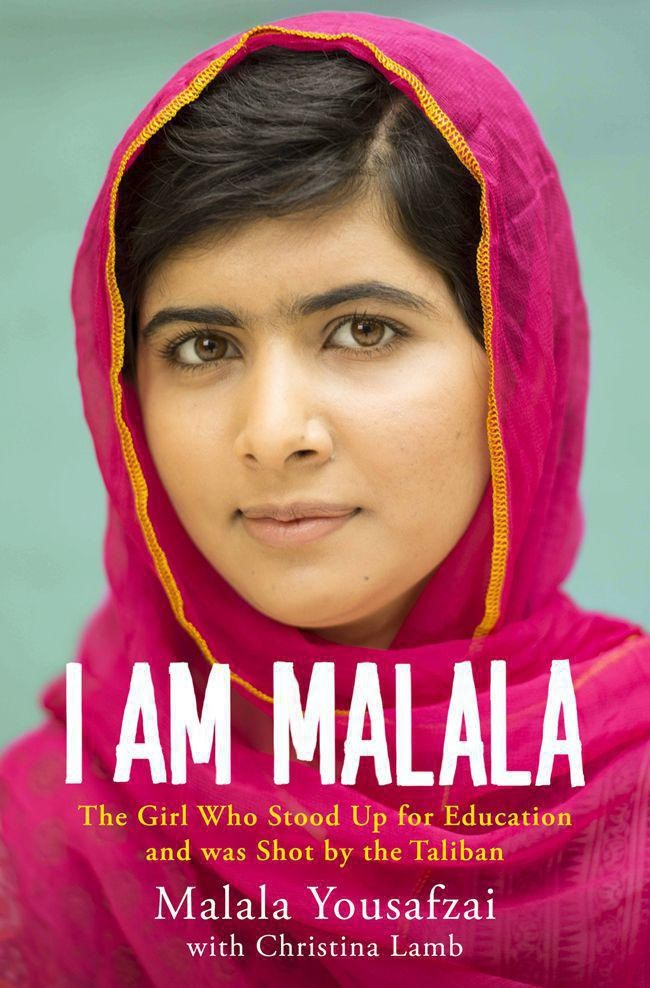 I AM MALALA
The Girl Who Stood Up for Education
and was Shot by the Taliban
Malala Yousafzai
with Christina Lamb